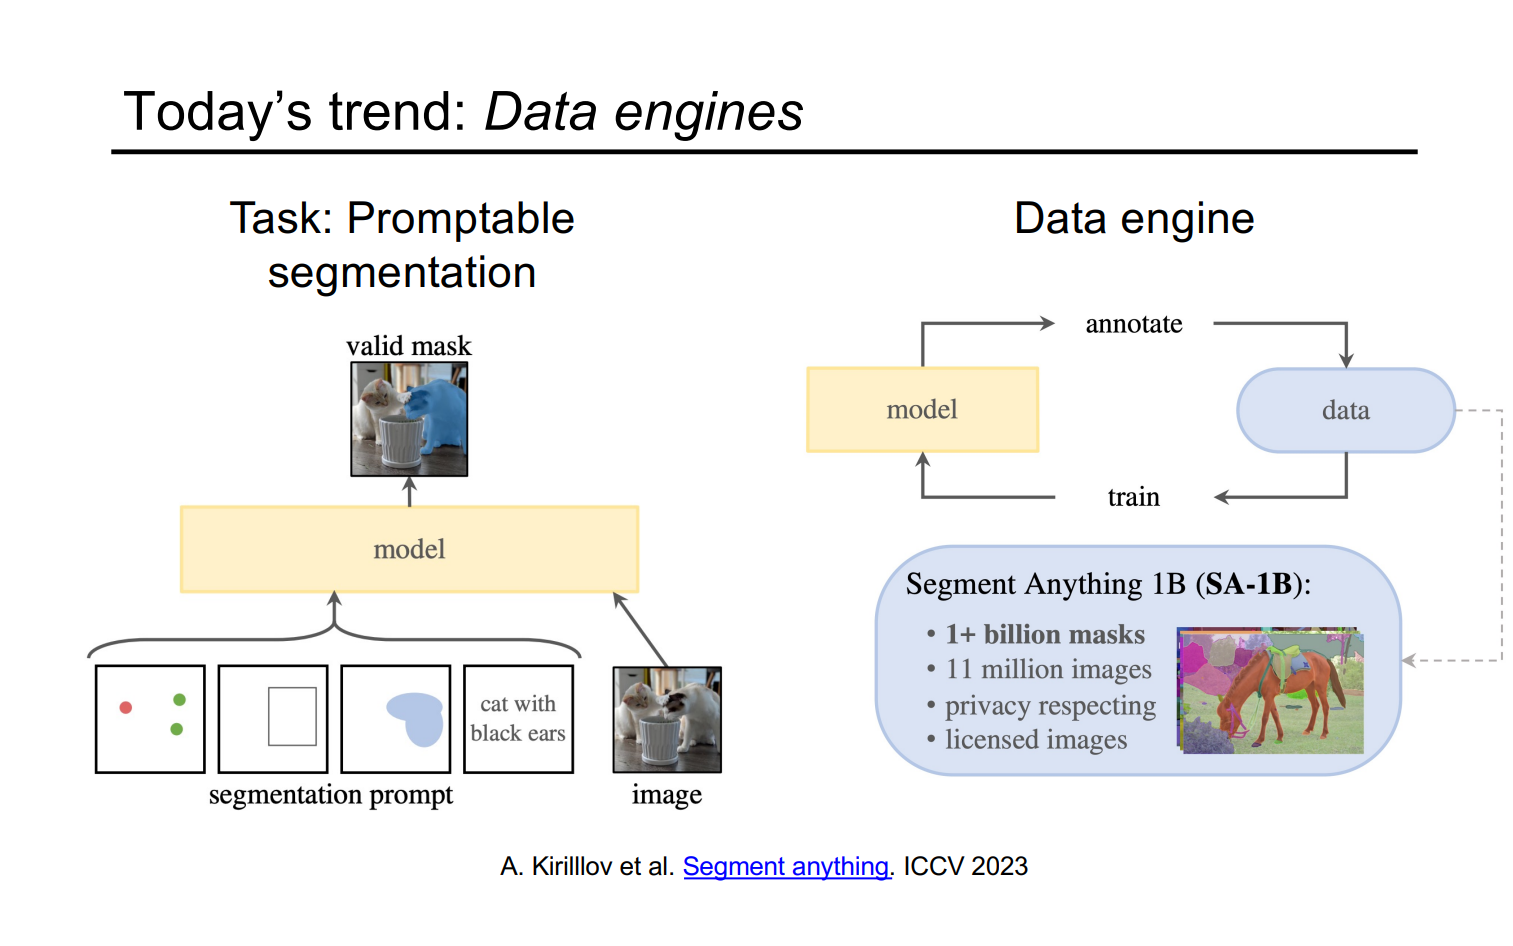 Today’s trend: Data engines
Task: Promptable
segmentation
valid mask
model
cat with
black ears
segmentation prompt
image
Data engine
annotate
model
data
train
Segment Anything 1B (SA-1B):
• 1+ billion masks
• 11 million images
• privacy respecting
• licensed images
A. Kirilllov et al. Segment anything. ICCV 2023